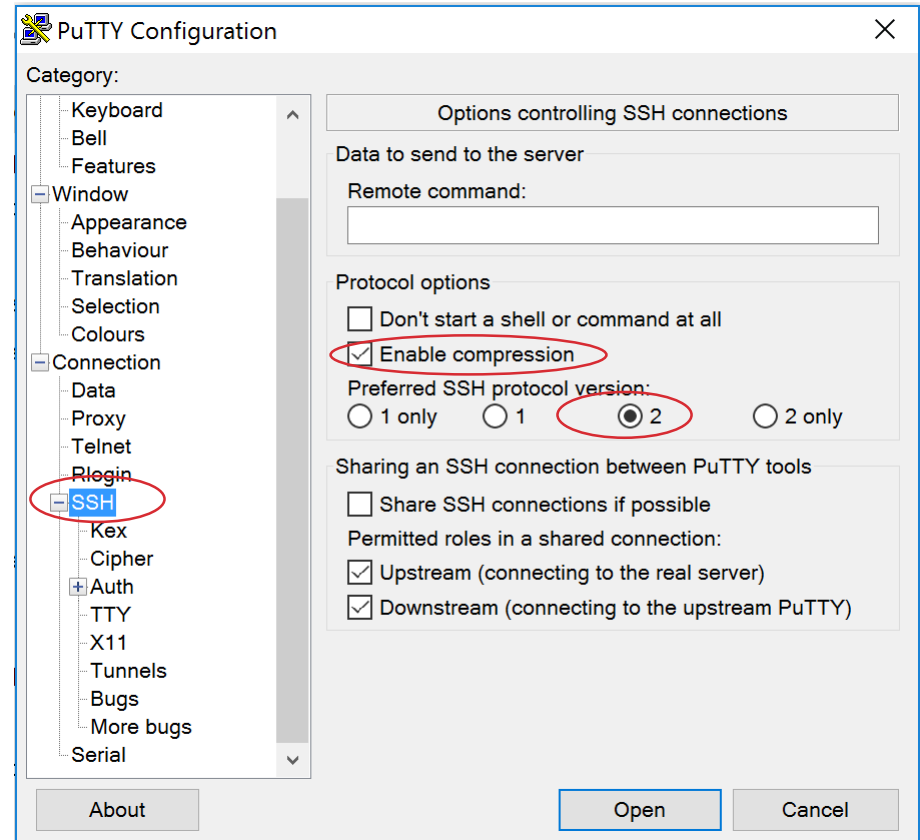 PuTTY Configuration
Category:
Keyboard
Bell
Features
Window
Appearance
Behaviour
Translation
Selection
Colours
Connection
Data
Proxy
Telnet
Rlogin
SSH
Kex
Cipher
Auth
TTY
X11
Tunnels
Bugs
More bugs
Serial
Options controlling SSH connections
Data to send to the server
Remote command:
Protocol options
Don't start a shell or command at all
Enable compression
Preferred SSH protocol version:
1 only 1 2 2 only
Sharing an SSH connection between PuTTY tools
Share SSH connections if possible
Permitted roles in a shared connection:
Upstream (connecting to the real server)
Downstream (connecting to the upstream PuTTY)
About Open Cancel